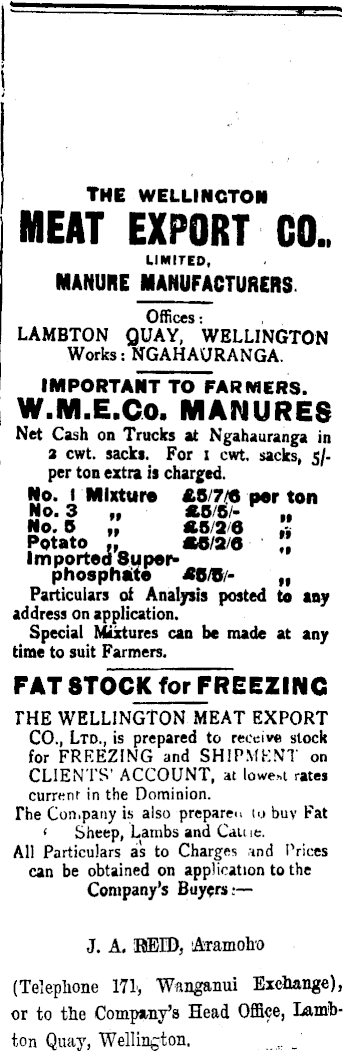 THE WELLINGTON
MEAT EXPORT CO.,
LIMITED,
MANURE MANUFACTURERS.
Offices:
LAMBTON QUAY, WELLINGTON
Works: NGAHAURANGA.
IMPORTANT TO FARMERS.
W.M.E.Co. MANURES
Net Cash on Trucks at Ngahauranga in
2 cwt. sacks. For 1 cwt. sacks, 5/-
per ton extra is charged.
No. 1 Mixture £5/7/6 per ton
No. 3 „ £5/5/- „
No. 5 „ £5/2/6 „
Potato „ £5/2/6 „
Imported Super-
phosphate £5/5/- „
Particulars of Analysis posted to any
address on application.
Special Mixtures can be made at any
time to suit Farmers.
FAT STOCK for FREEZING
THE WELLINGTON MEAT EXPORT
CO., LTD., is prepared to receive stock
for FREEZING and SHIPMENT on
CLIENTS' ACCOUNT, at lowest rates
current in the Dominion.
The Company is also prepared to buy Fat
Sheep, Lambs and Cattle.
All Particulars as to Charges and Prices
can be obtained on application to the
Company's Buyers:—
J. A. REID, Aramoho
(Telephone 171, Wanganui Exchange),
or to the Company's Head Office, Lamb-
ton Quay, Wellington.